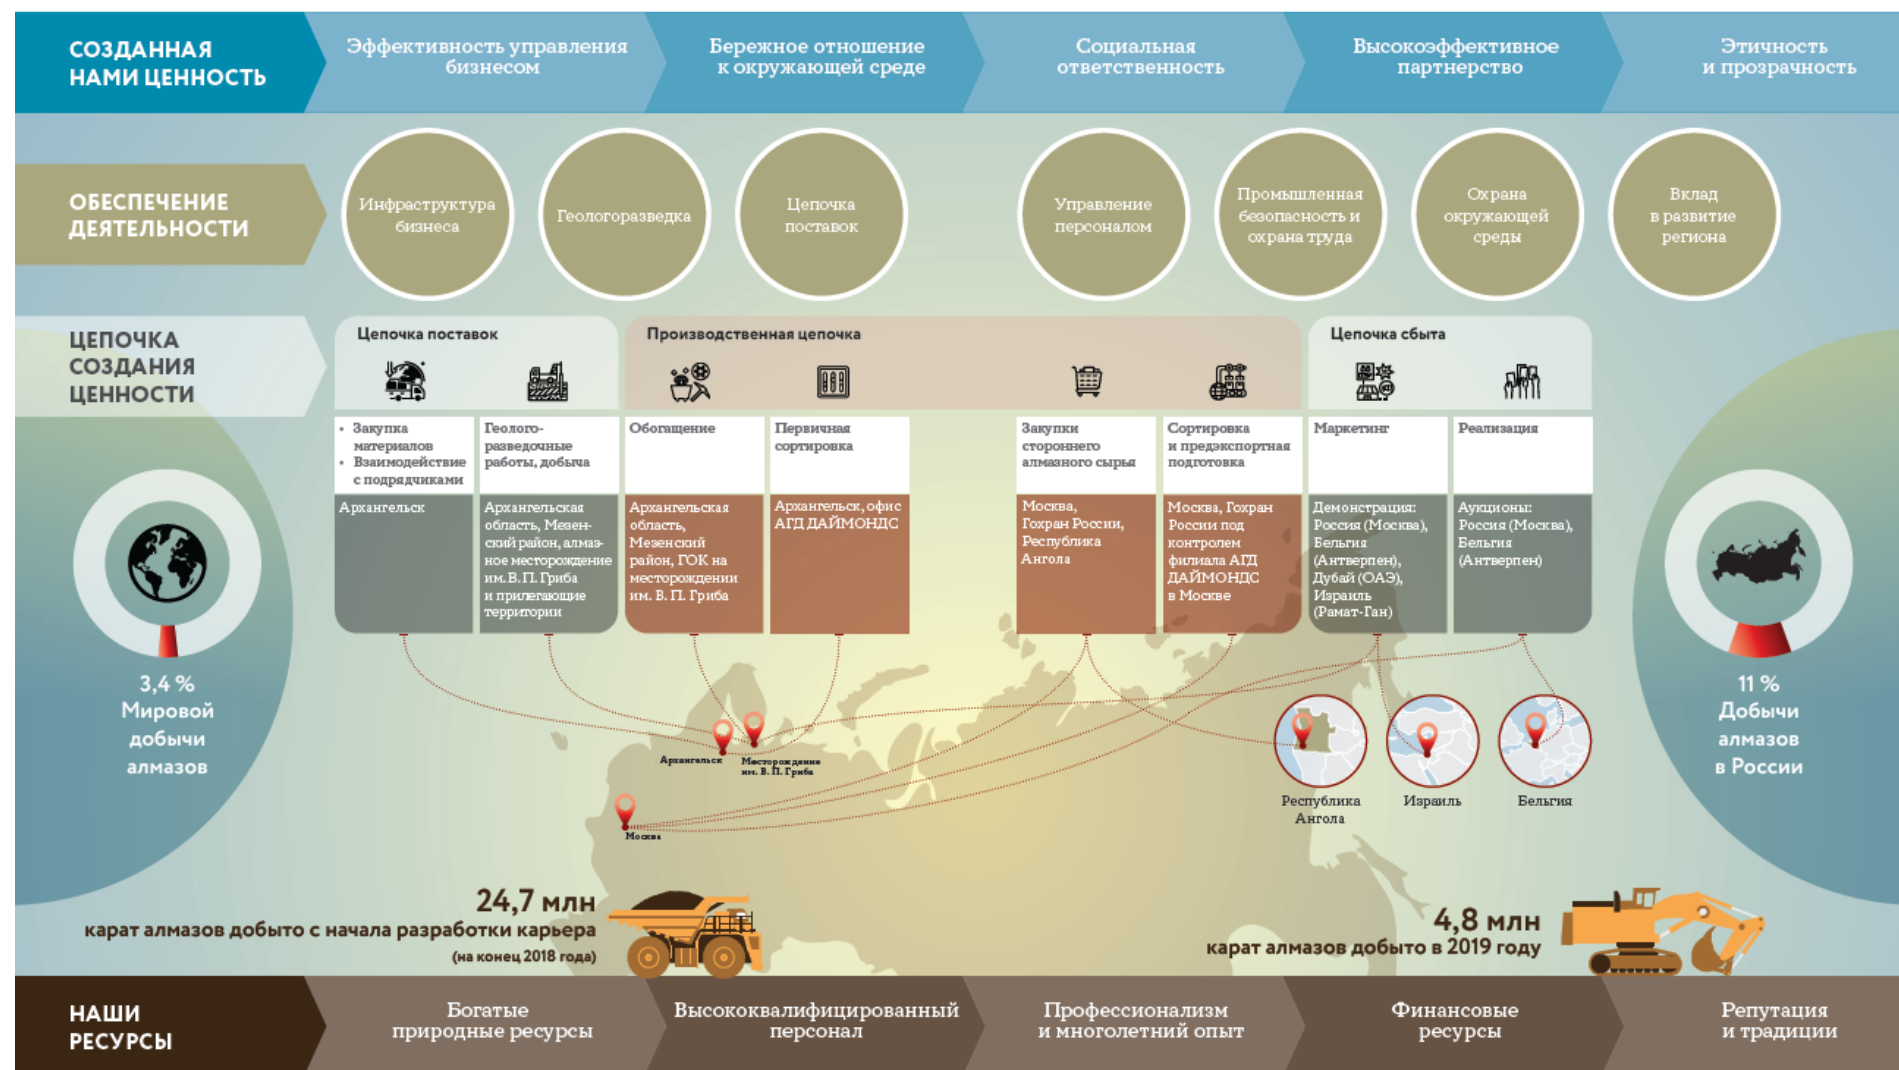 СОЗДАННАЯ
НАМИ ЦЕННОСТЬ
Эффективность управления
бизнесом
Бережное отношение
к окружающей среде
Социальная
ответственность
Высокоэффективное
партнерство
Этичность
и прозрачность
ОБЕСПЕЧЕНИЕ
ДЕЯТЕЛЬНОСТИ
Инфраструктура
бизнеса
Геологоразведка
Цепочка
поставок
Управление
персоналом
Промышленная
безопасность и
охрана труда
Охрана
окружающей
среды
Вклад
в развитие
региона
ЦЕПОЧКА
СОЗДАНИЯ
ЦЕННОСТИ
Цепочка поставок
Производственная цепочка
Цепочка сбыта
• Закупка
материалов
• Взаимодействие
с подрядчиками
Геолого-
разведочные
работы, добыча
Обогащение
Первичная
сортировка
Закупки
стороннего
алмазного сырья
Сортировка
и предэкспортная
подготовка
Маркетинг
Реализация
Архангельск
Архангельская
область, Мезен-
ский район, алмаз-
ное месторождение
им. В. П. Гриба
и прилегающие
территории
Архангельская
область,
Мезенский
район, ГОК на
месторождении
им. В. П. Гриба
Архангельск, офис
АГД ДАЙМОНДС
Москва,
Гохран России,
Республика
Ангола
Москва, Гохран
России под
контролем
филиала АГД
ДАЙМОНДС
в Москве
Демонстрация:
Россия (Москва),
Бельгия
(Антверпен),
Дубай (ОАЭ),
Израиль
(Рамат-Ган)
Аукционы:
Россия (Москва),
Бельгия
(Антверпен)
3,4 %
Мировой
добычи
алмазов
11 %
Добычи
алмазов
в России
Архангельск
Месторождение
им. В. П. Гриба
Москва
Республика
Ангола
Израиль
Бельгия
24,7 млн
карат алмазов добыто с начала разработки карьера
(на конец 2018 года)
4,8 млн
карат алмазов добыто в 2019 году
НАШИ
РЕСУРСЫ
Богатые
природные ресурсы
Высококвалифицированный
персонал
Профессионализм
и многолетний опыт
Финансовые
ресурсы
Репутация
и традиции